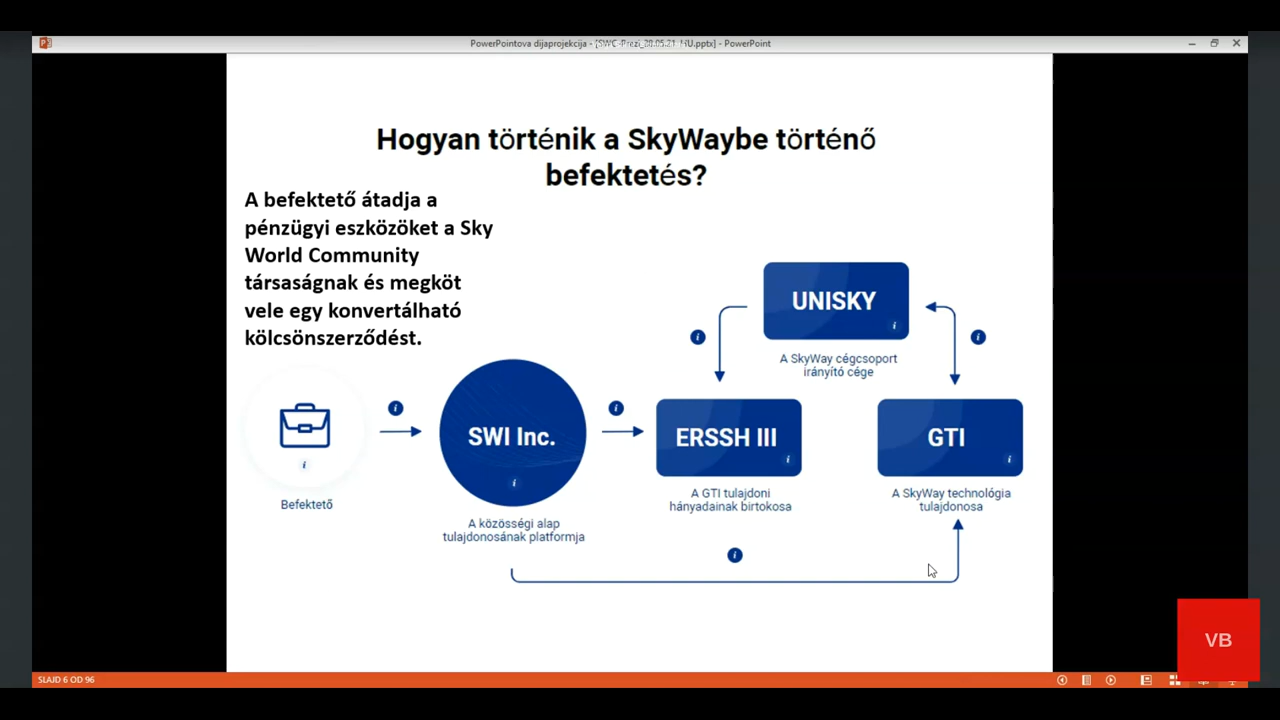 PowerPointova dijaprojekcija - [SWC-Prezi_20.05.21_HU.pptx] - PowerPoint
Hogyan történik a SkyWaybe történő
befektetés?
A befektető átadja a
pénzügyi eszközöket a Sky
World Community
társaságnak és megköt
vele egy konvertálható
kölcsönszerződést.
UNISKY
A SkyWay cégcsoport
irányító cége
SWI Inc.
ERSSH III
GTI
Befektető
A közösségi alap
tulajdonosának platformja
A GTI tulajdoni
hányadainak birtokosa
A SkyWay technológia
tulajdonosa
VB
SLAJD 6 OD 96